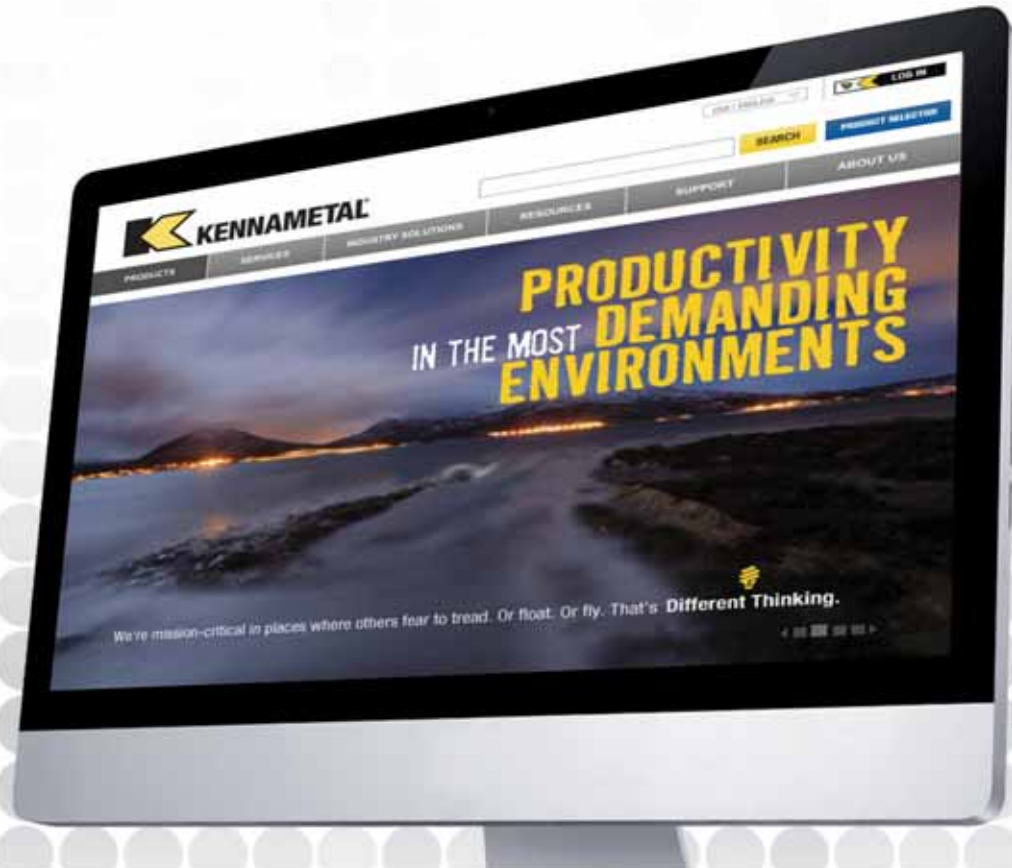 USA / ENGLISH
LOG IN
SEARCH
PRODUCT SELECTOR
KENNAMETAL®
PRODUCTS
SERVICES
INDUSTRY SOLUTIONS
RESOURCES
SUPPORT
ABOUT US
PRODUCTIVITY
IN THE MOST DEMANDING
ENVIRONMENTS
We're mission-critical in places where others fear to tread. Or float. Or fly. That's Different Thinking.